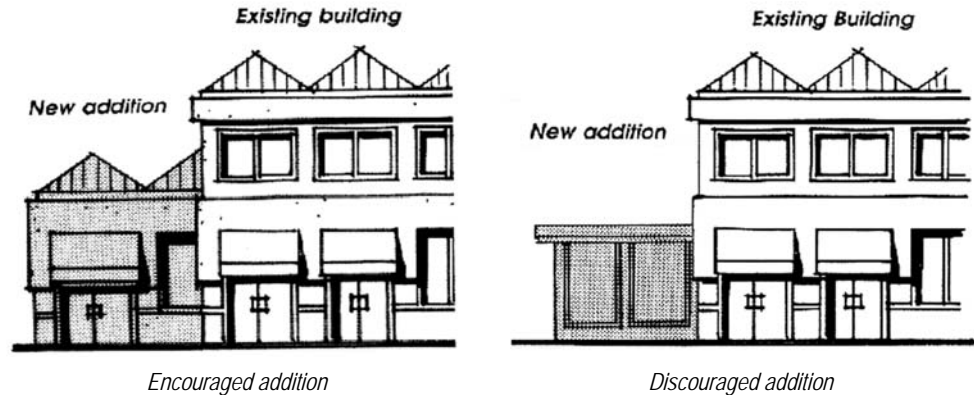 Existing building
New addition
Encouraged addition
Existing Building
New addition
Discouraged addition